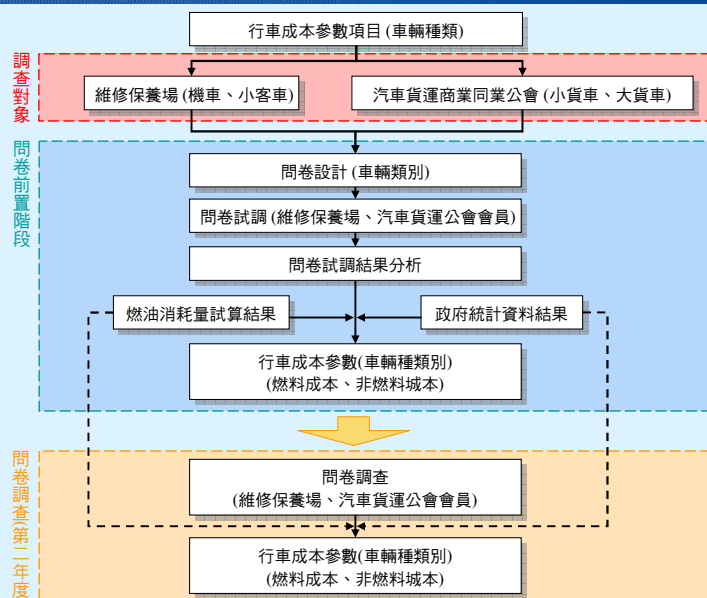 行車成本參數項目 (車輛種類)
調查對象
維修保養場 (機車、小客車)
汽車貨運商業同業公會 (小貨車、大貨車)
問卷前置階段
問卷設計 (車輛類別)
問卷試調 (維修保養場、汽車貨運公會會員)
問卷試調結果分析
燃油消耗量試算結果
政府統計資料結果
行車成本參數(車輛種類別)
(燃料成本、非燃料城本)
問卷調查(第二年度
問卷調查
(維修保養場、汽車貨運公會會員)
行車成本參數(車輛種類別)
(燃料成本、非燃料城本)